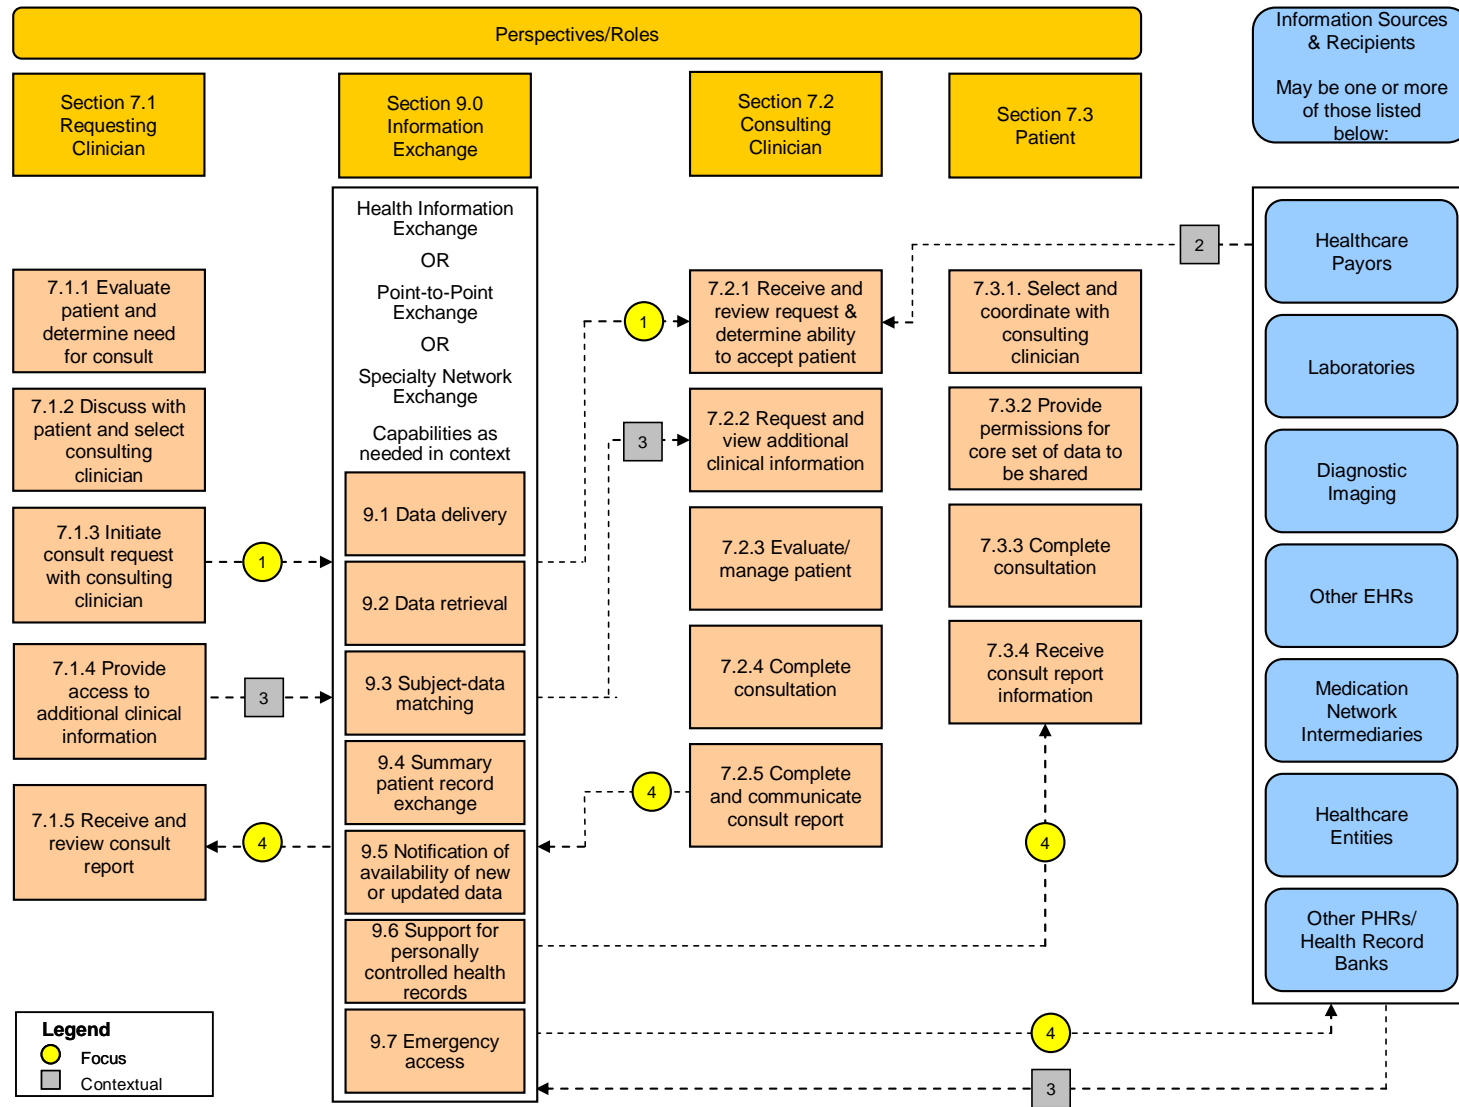 Perspectives/Roles
Information Sources
& Recipients
May be one or more
of those listed
below:
Section 7.1
Requesting
Clinician
Section 9.0
Information
Exchange
Section 7.2
Consulting
Clinician
Section 7.3
Patient
7.1.1 Evaluate
patient and
determine need
for consult
7.1.2 Discuss with
patient and select
consulting
clinician
7.1.3 Initiate
consult request
with consulting
clinician
7.1.4 Provide
access to
additional clinical
information
7.1.5 Receive and
review consult
report
1
3
4
Health Information
Exchange
OR
Point-to-Point
Exchange
OR
Specialty Network
Exchange
Capabilities as
needed in context
9.1 Data delivery
9.2 Data retrieval
9.3 Subject-data
matching
9.4 Summary
patient record
exchange
9.5 Notification of
availability of new
or updated data
9.6 Support for
personally
controlled health
records
9.7 Emergency
access
1
3
4
7.2.1 Receive and
review request &
determine ability
to accept patient
7.2.2 Request and
view additional
clinical information
7.2.3 Evaluate/
manage patient
7.2.4 Complete
consultation
7.2.5 Complete
and communicate
consult report
7.3.1. Select and
coordinate with
consulting
clinician
7.3.2 Provide
permissions for
core set of data to
be shared
7.3.3 Complete
consultation
7.3.4 Receive
consult report
information
2
4
4
3
Healthcare
Payors
Laboratories
Diagnostic
Imaging
Other EHRs
Medication
Network
Intermediaries
Healthcare
Entities
Other PHRs/
Health Record
Banks
Legend
Focus
Contextual